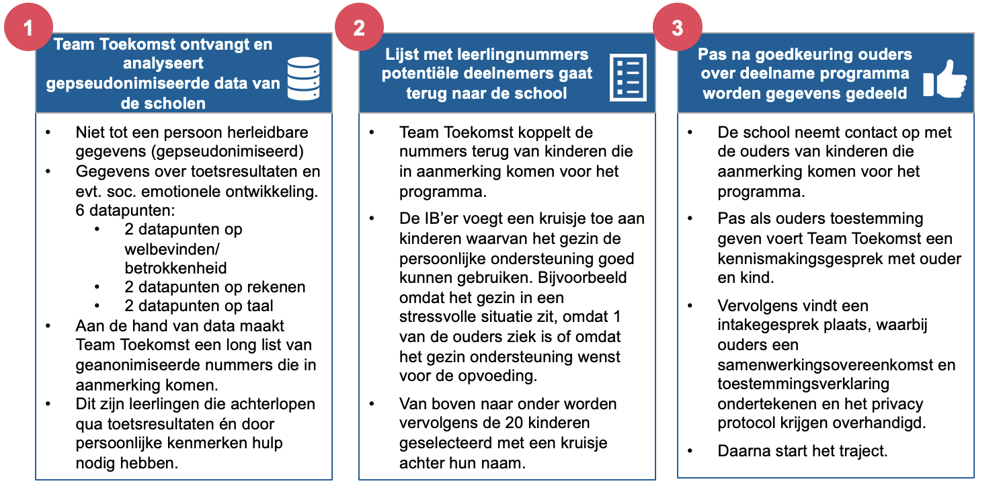 1
Team Toekomst ontvangt en
analyseert
gepseudonimiseerde data van
de scholen
• Niet tot een persoon herleidbare
gegevens (gepseudonimiseerd)
• Gegevens over toetsresultaten en
evt. soc. emotionele ontwikkeling.
6 datapunten:
• 2 datapunten op
welbevinden/
betrokkenheid
• 2 datapunten op rekenen
• 2 datapunten op taal
• Aan de hand van data maakt
Team Toekomst een long list van
geanonimiseerde nummers die in
aanmerking komen.
• Dit zijn leerlingen die achterlopen
qua toetsresultaten én door
persoonlijke kenmerken hulp
nodig hebben.
2
Lijst met leerlingnummers
potentiële deelnemers gaat
terug naar de school
• Team Toekomst koppelt de
nummers terug van kinderen die
in aanmerking komen voor het
programma.
• De IB’er voegt een kruisje toe aan
kinderen waarvan het gezin de
persoonlijke ondersteuning goed
kunnen gebruiken. Bijvoorbeeld
omdat het gezin in een
stressvolle situatie zit, omdat 1
van de ouders ziek is of omdat
het gezin ondersteuning wenst
voor de opvoeding.
• Van boven naar onder worden
vervolgens de 20 kinderen
geselecteerd met een kruisje
achter hun naam.
3
Pas na goedkeuring ouders
over deelname programma
worden gegevens gedeeld
• De school neemt contact op met
de ouders van kinderen die
aanmerking komen voor het
programma.
• Pas als ouders toestemming
geven voert Team Toekomst een
kennismakingsgesprek met ouder
en kind.
• Vervolgens vindt een
intakegesprek plaats, waarbij
ouders een
samenwerkingsovereenkomst en
toestemmingsverklaring
ondertekenen en het privacy
protocol krijgen overhandigd.
• Daarna start het traject.